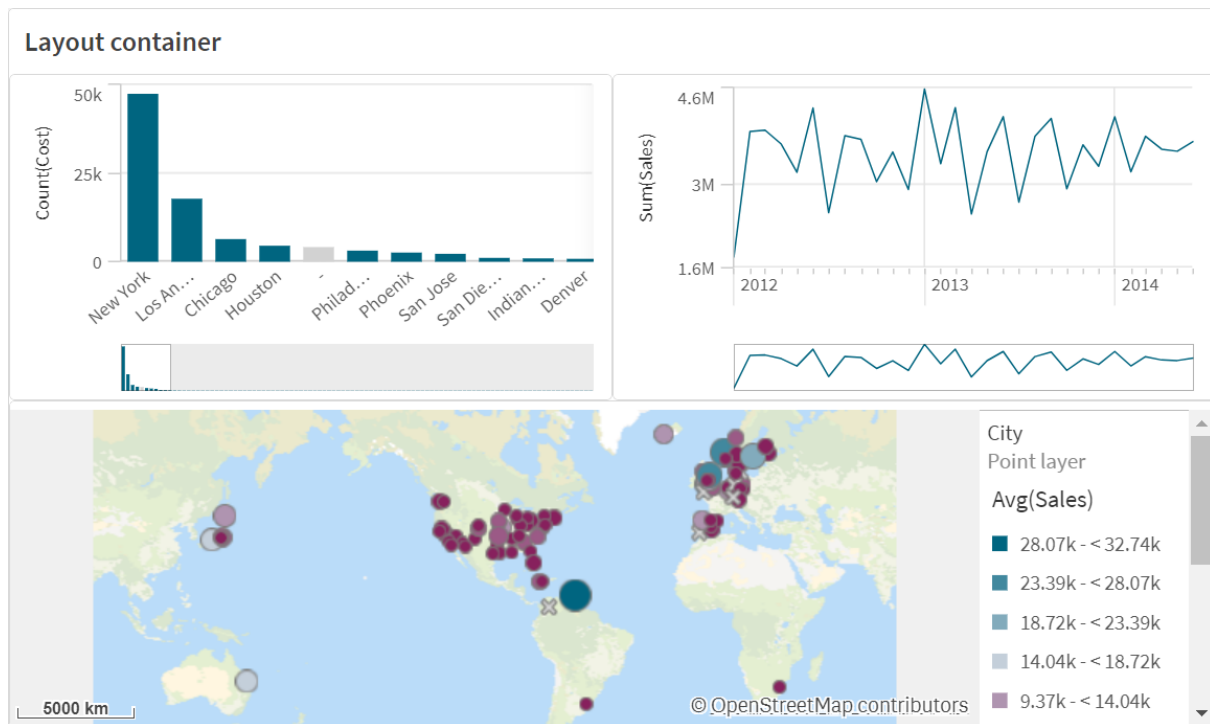 Layout container
50k
25k
0
Count(Cost)
New York
Los An...
Chicago
Houston
-
Philad...
Phoenix
San Jose
San Die...
Indian...
Denver
4.6M
3M
1.6M
Sum(Sales)
2012
2013
2014
5000 km
© OpenStreetMap contributors
City
Point layer
Avg(Sales)
28.07k - < 32.74k
23.39k - < 28.07k
18.72k - < 23.39k
14.04k - < 18.72k
9.37k - < 14.04k